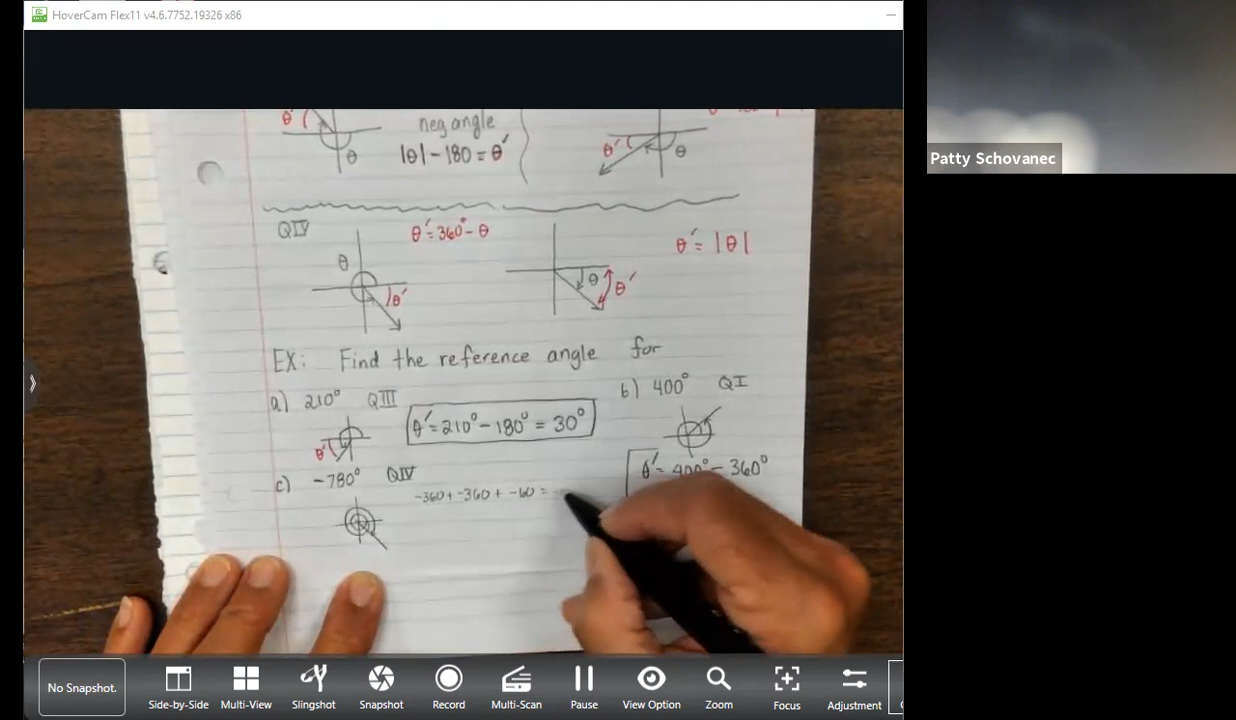 HoverCam Flex11 v4.6.7752.19326 x86
Patty Schovanec
θ'
θ
neg angle
|θ| - 180 = θ'
θ'
θ
QIV
θ
θ'
θ' = 360° - θ
θ
θ'
θ' = |θ|
EX: Find the reference angle for
a) 210° QIII
θ'
θ' = 210° - 180° = 30°
b) 400° QI
θ' = 400° - 360°
c) -780° QIV
-360 + -360 + -60 =
No Snapshot.
Side-by-Side
Multi-View
Slingshot
Snapshot
Record
Multi-Scan
Pause
View Option
Zoom
Focus
Adjustment